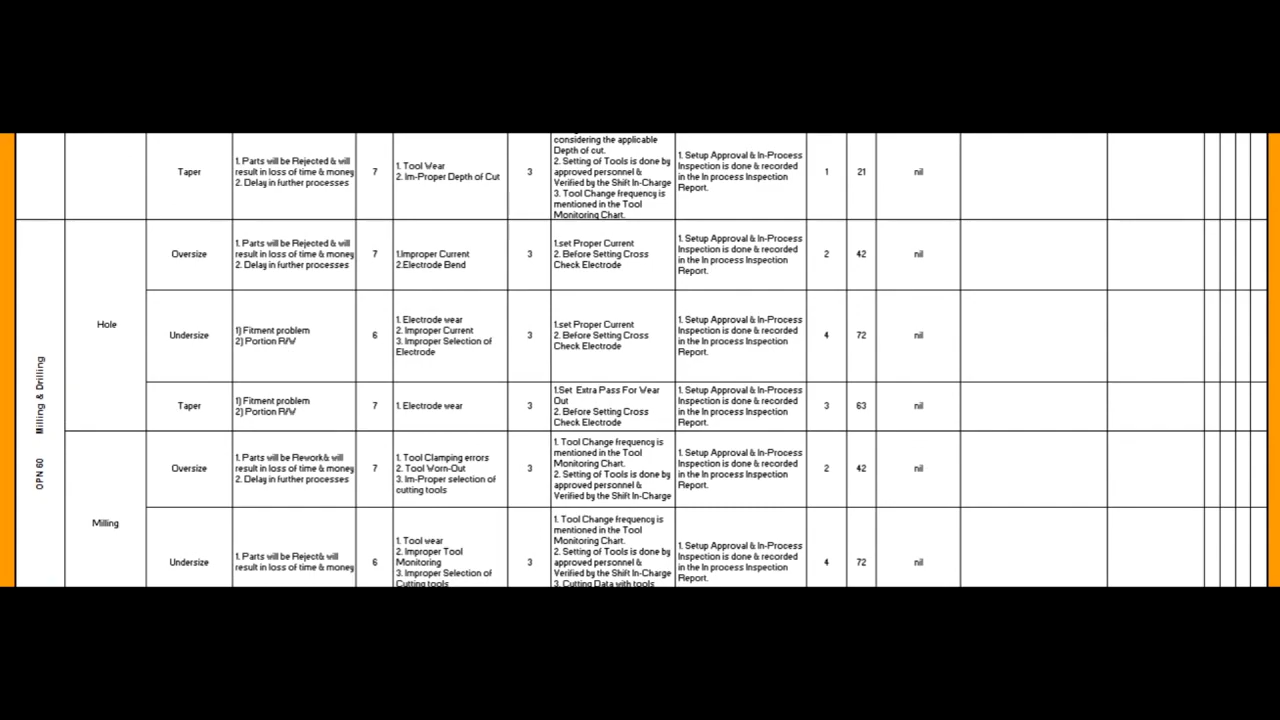 considering the applicable
Depth of cut.
2. Setting of Tools is done by
approved personnel &
Verified by the Shift In-Charge
3. Tool Change frequency is
mentioned in the Tool
Monitoring Chart.
Taper
1. Parts will be Rejected & will
result in loss of time & money
2. Delay in further processes
7
1. Tool Wear
2. Im-Proper Depth of Cut
3
1. Setup Approval & In-Process
Inspection is done & recorded
in the In process Inspection
Report.
1
21
nil
OPRN 60 Milling & Drilling
Hole
Oversize
1. Parts will be Rejected & will
result in loss of time & money
2. Delay in further processes
7
1.Improper Current
2.Electrode Bend
3
1.set Proper Current
2. Before Setting Cross
Check Electrode
1. Setup Approval & In-Process
Inspection is done & recorded
in the In process Inspection
Report.
2
42
nil
Undersize
1) Fitment problem
2) Portion R/W
6
1. Electrode wear
2. Improper Current
3. Improper Selection of
Electrode
3
1.set Proper Current
2. Before Setting Cross
Check Electrode
1. Setup Approval & In-Process
Inspection is done & recorded
in the In process Inspection
Report.
4
72
nil
Taper
1) Fitment problem
2) Portion R/W
7
1. Electrode wear
3
1.Set Extra Pass For Wear
Out
2. Before Setting Cross
Check Electrode
1. Setup Approval & In-Process
Inspection is done & recorded
in the In process Inspection
Report.
3
63
nil
Milling
Oversize
1. Parts will be Rework& will
result in loss of time & money
2. Delay in further processes
7
1. Tool Clamping errors
2. Tool Worn-Out
3. Im-Proper selection of
cutting tools
3
1. Tool Change frequency is
mentioned in the Tool
Monitoring Chart.
2. Setting of Tools is done by
approved personnel &
Verified by the Shift In-Charge
1. Setup Approval & In-Process
Inspection is done & recorded
in the In process Inspection
Report.
2
42
nil
Undersize
1. Parts will be Reject& will
result in loss of time & money
6
1. Tool wear
2. Improper Tool
Monitoring
3. Improper Selection of
Cutting tools
3
1. Tool Change frequency is
mentioned in the Tool
Monitoring Chart.
2. Setting of Tools is done by
approved personnel &
Verified by the Shift In-Charge
3. Cutting Data with tools
1. Setup Approval & In-Process
Inspection is done & recorded
in the In process Inspection
Report.
4
72
nil